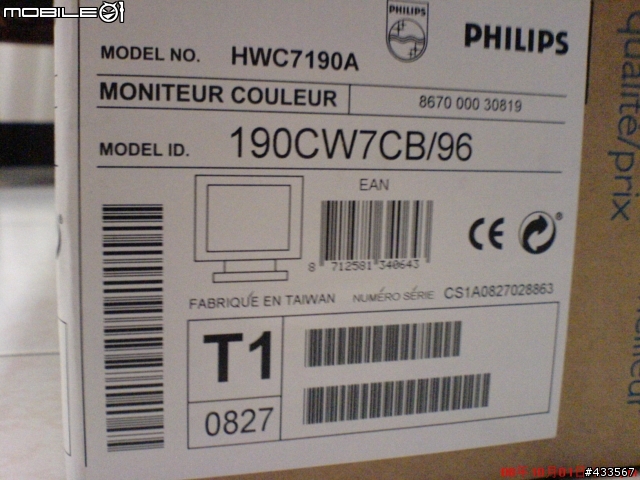 MOBILE01
PHILIPS
PHILIPS
MODEL NO. HWC7190A
MONITEUR COULEUR 8670 000 30819
MODEL ID. 190CW7CB/96
EAN
8 712581 340643
CE
FABRIQUÉ EN TAIWAN NUMÉRO SÉRIE CS1A0827028863
T1
0827
qualité/prix
#433567